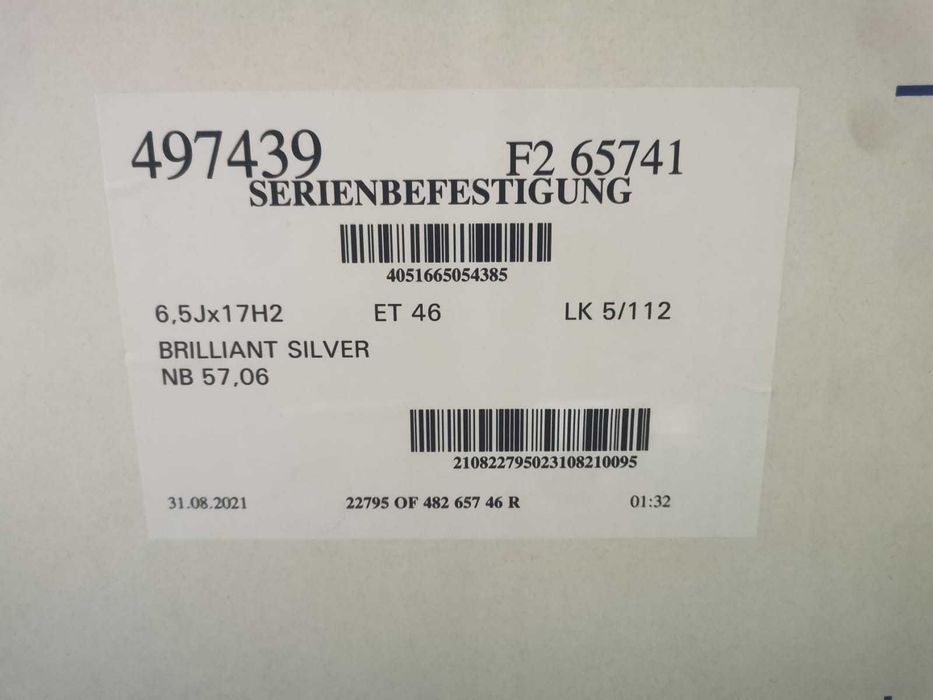 497439 F2 65741
SERIENBEFESTIGUNG
4051665054385
6,5Jx17H2 ET 46 LK 5/112
BRILLIANT SILVER
NB 57,06
210822795023108210095
31.08.2021 22795 OF 482 657 46 R 01:32